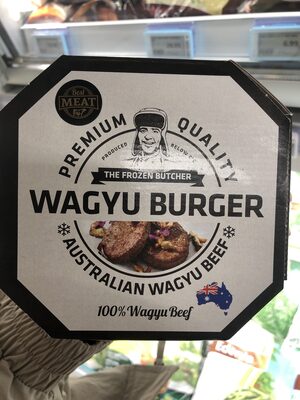 Best
MEAT
PREMIUM QUALITY
PRODUCED BELOW
THE FROZEN BUTCHER
WAGYU BURGER
AUSTRALIAN WAGYU BEEF
100% Wagyu Beef